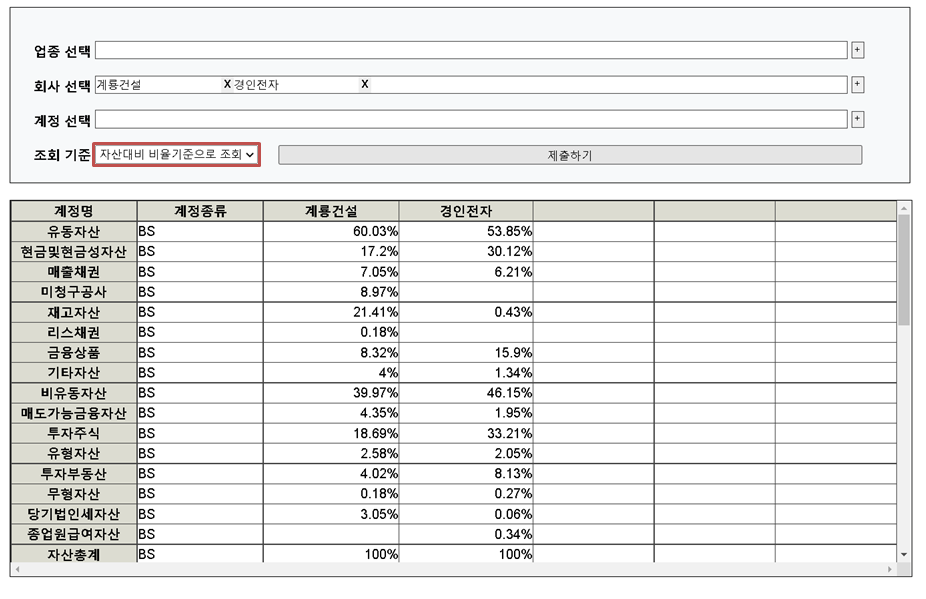 업종 선택 +
회사 선택 계룡건설 X 경인전자 X +
계정 선택 +
조회 기준 자산대비 비율기준으로 조회 제출하기
계정명 계정종류 계룡건설 경인전자
유동자산 BS 60.03% 53.85%
현금및현금성자산 BS 17.2% 30.12%
매출채권 BS 7.05% 6.21%
미청구공사 BS 8.97%
재고자산 BS 21.41% 0.43%
리스채권 BS 0.18%
금융상품 BS 8.32% 15.9%
기타자산 BS 4% 1.34%
비유동자산 BS 39.97% 46.15%
매도가능금융자산 BS 4.35% 1.95%
투자주식 BS 18.69% 33.21%
유형자산 BS 2.58% 2.05%
투자부동산 BS 4.02% 8.13%
무형자산 BS 0.18% 0.27%
당기법인세자산 BS 3.05% 0.06%
종업원급여자산 BS 0.34%
자산총계 BS 100% 100%